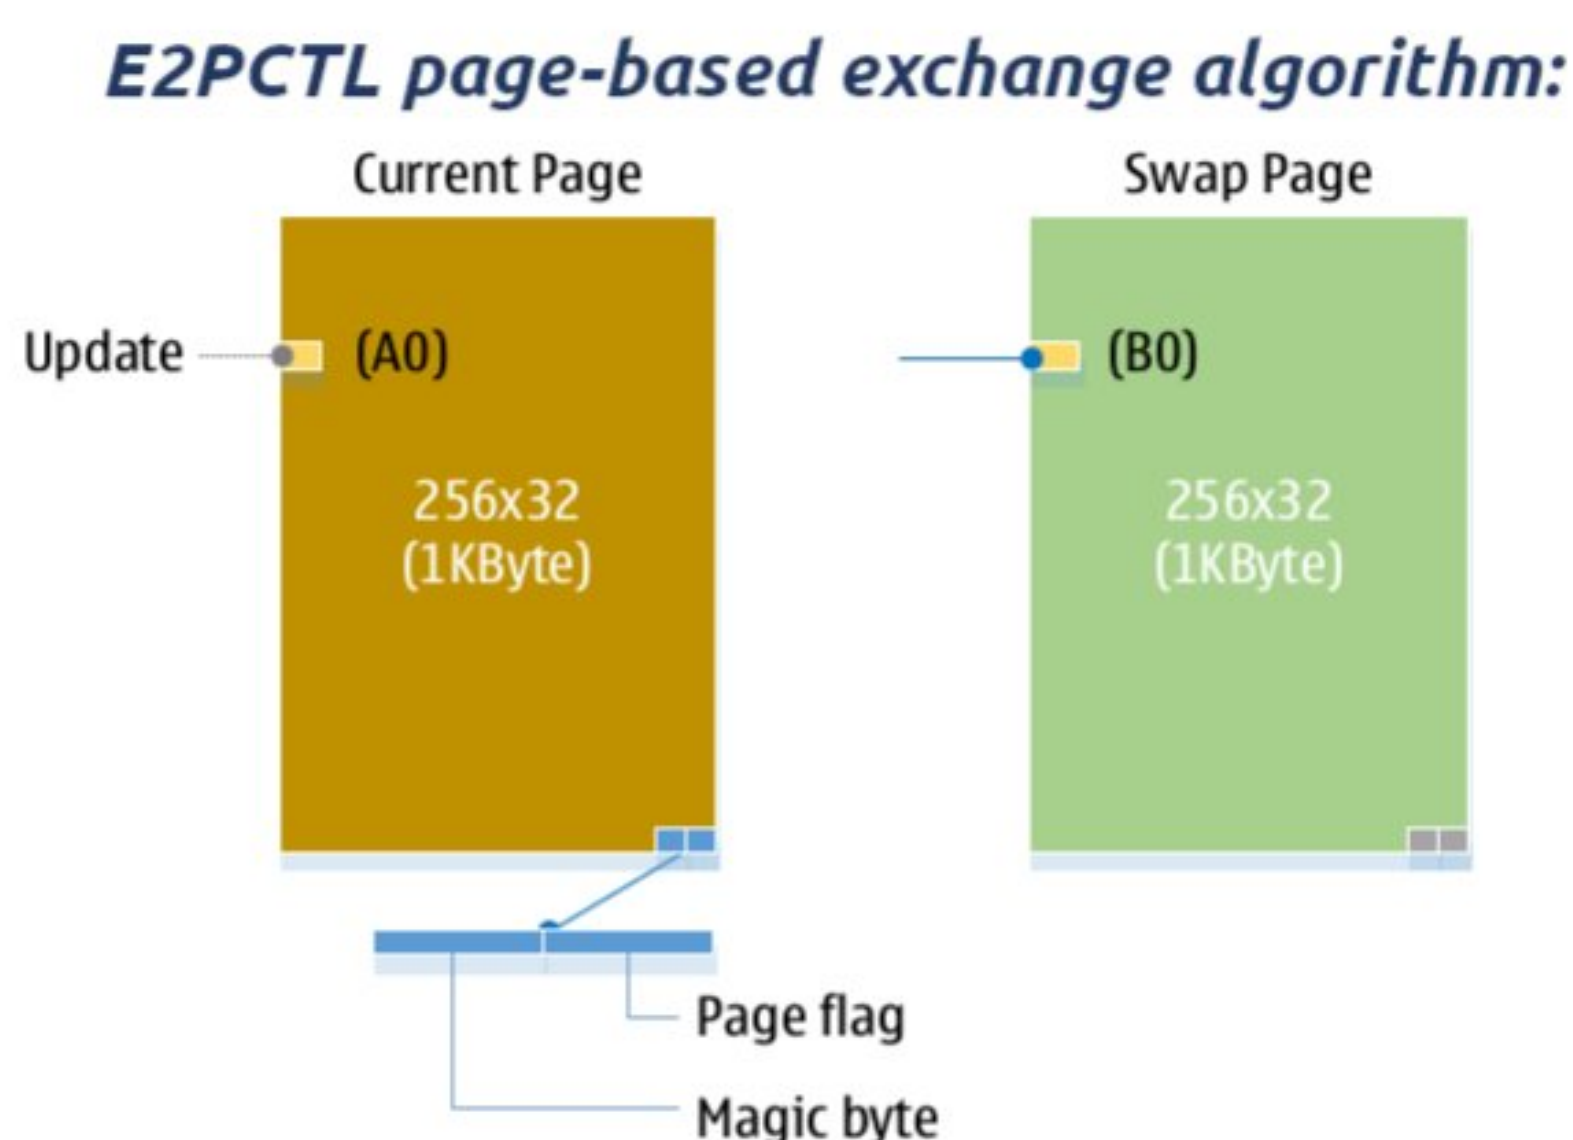 E2PCTL page-based exchange algorithm:
Current Page
Swap Page
Update
(A0)
(B0)
256x32
(1KByte)
256x32
(1KByte)
Page flag
Magic byte